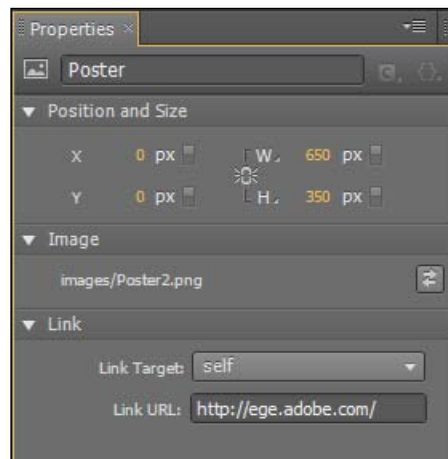 Properties
Poster
Position and Size
X 0 px W 650 px
Y 0 px H 350 px
Image
images/Poster2.png
Link
Link Target: self
Link URL: http://ege.adobe.com/